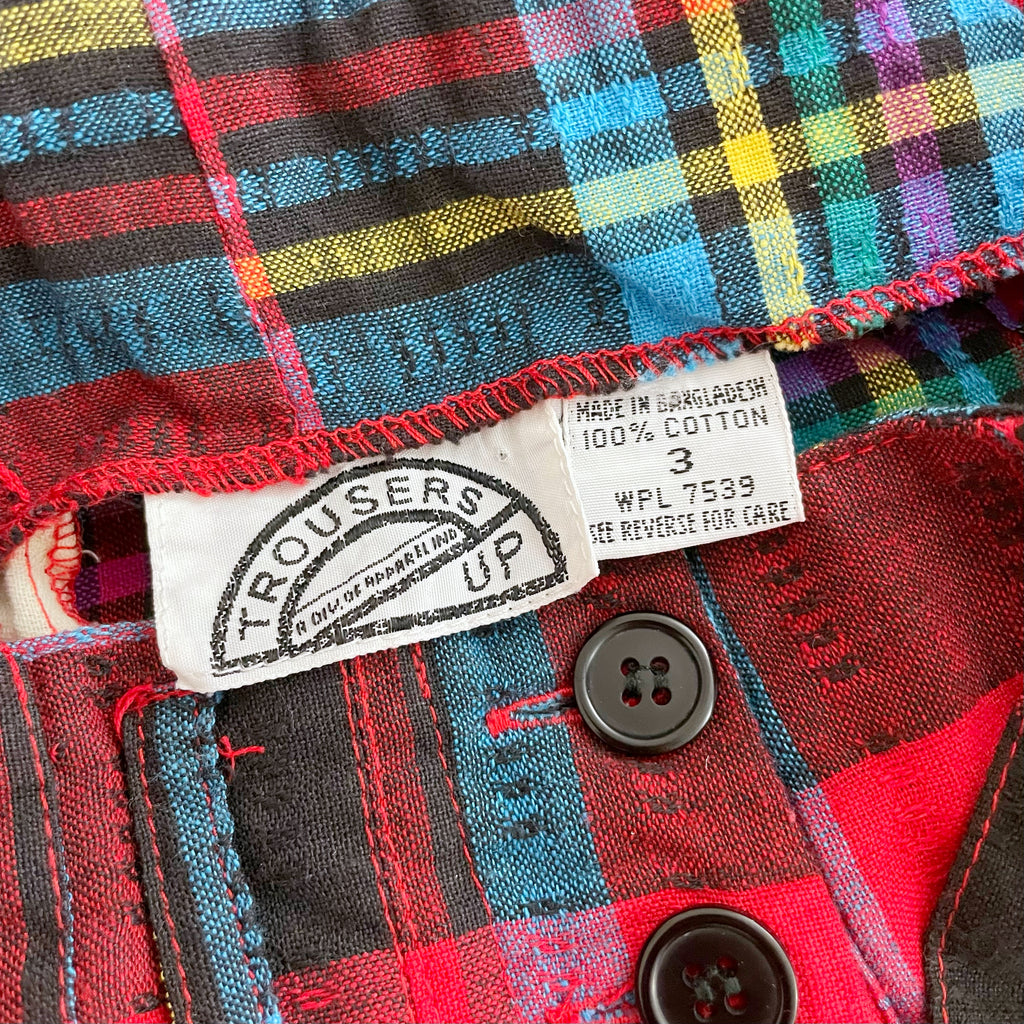 TROUSERS
UP
A DIV. OF APPAREL IND
MADE IN BANGLADESH
100% COTTON
3
WPL 7539
SEE REVERSE FOR CARE